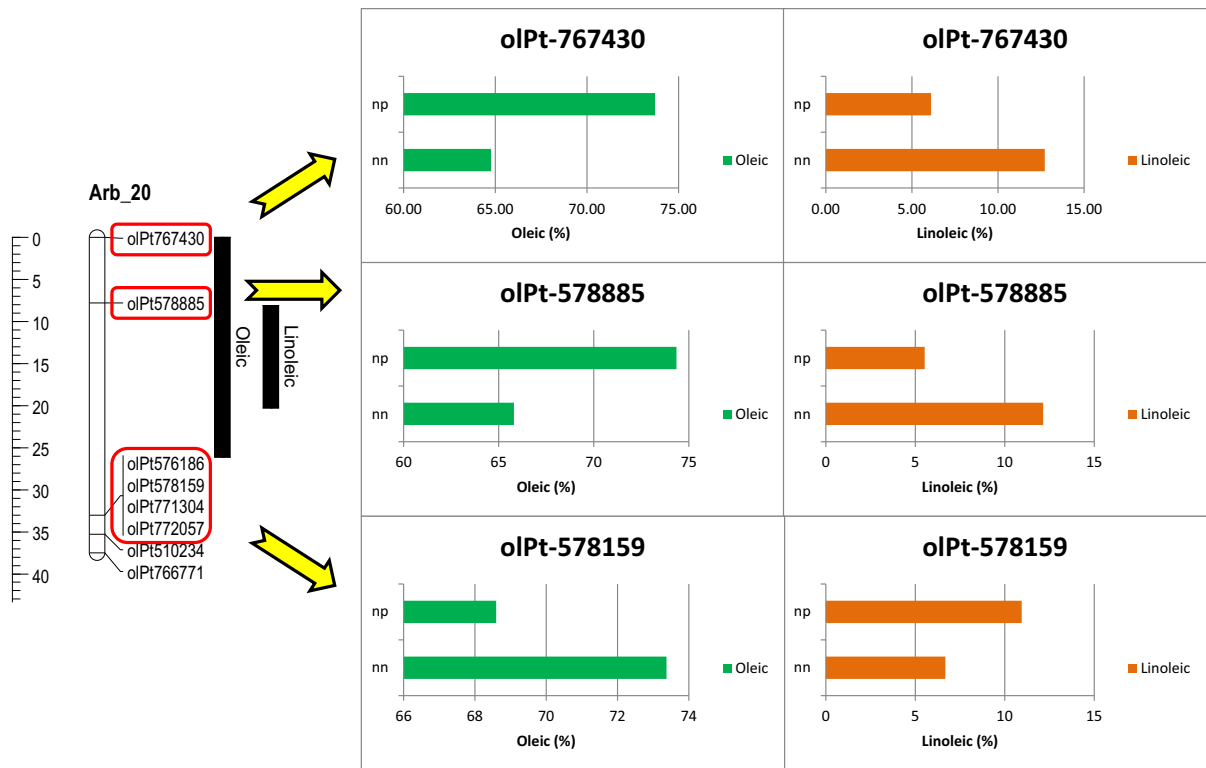 Arb_20
0
5
10
15
20
25
30
35
40
olPt767430
olPt578885
olPt576186
olPt578159
olPt771304
olPt772057
olPt510234
olPt766771
Oleic
Linoleic
olPt-767430
np
nn
Oleic
60.00 65.00 70.00 75.00
Oleic (%)
olPt-767430
np
nn
Linoleic
0.00 5.00 10.00 15.00
Linoleic (%)
olPt-578885
np
nn
Oleic
60 65 70 75
Oleic (%)
olPt-578885
np
nn
Linoleic
0 5 10 15
Linoleic (%)
olPt-578159
np
nn
Oleic
66 68 70 72 74
Oleic (%)
olPt-578159
np
nn
Linoleic
0 5 10 15
Linoleic (%)